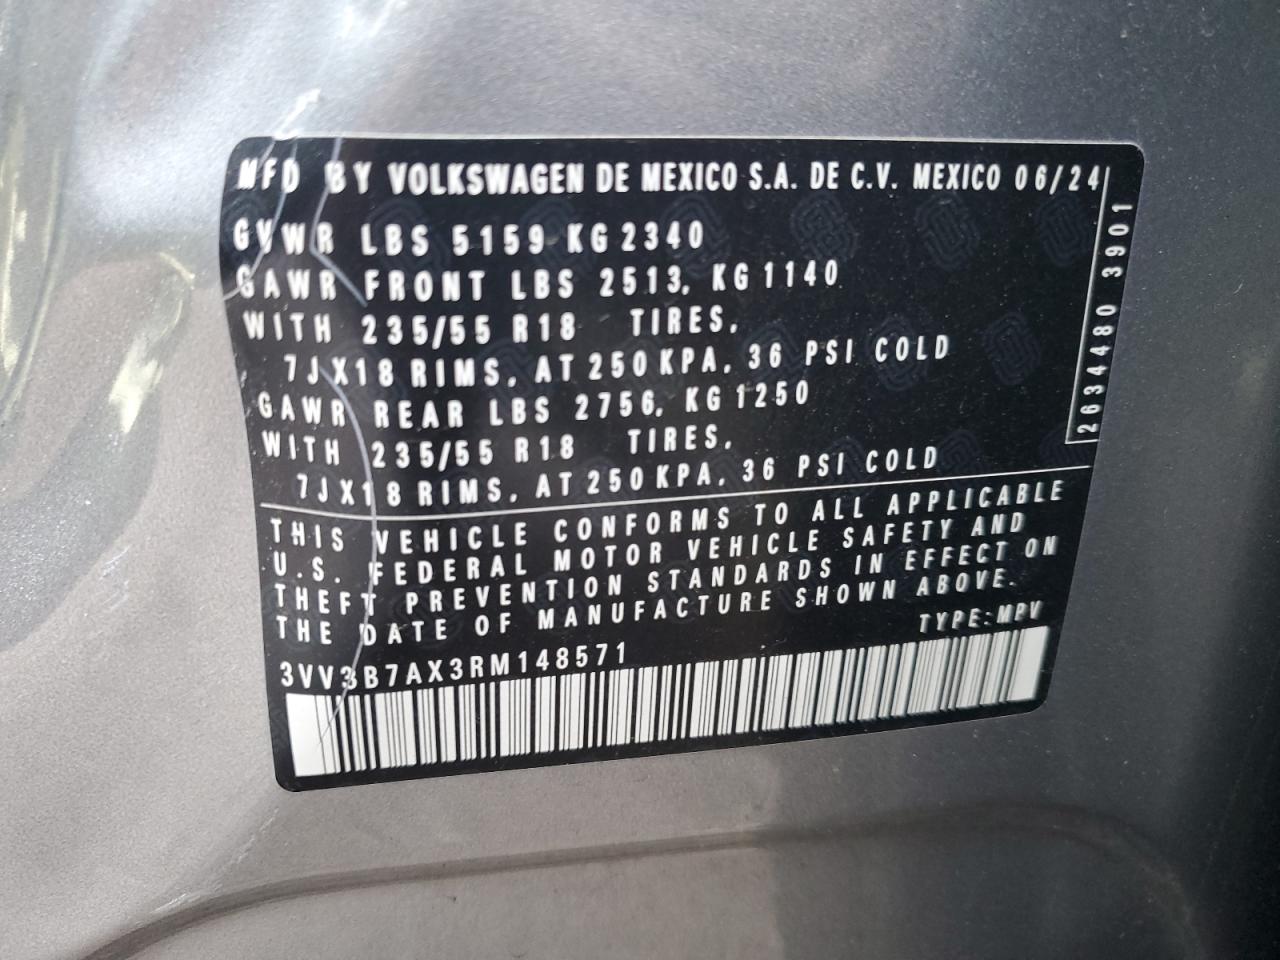 MFD BY VOLKSWAGEN DE MEXICO S.A. DE C.V. MEXICO 06/24
GVWR LBS 5159 KG 2340
GAWR FRONT LBS 2513, KG 1140
WITH 235/55 R18 TIRES,
7JX18 RIMS, AT 250 KPA, 36 PSI COLD
GAWR REAR LBS 2756, KG 1250
WITH 235/55 R18 TIRES,
7JX18 RIMS, AT 250 KPA, 36 PSI COLD
2634480 3901
THIS VEHICLE CONFORMS TO ALL APPLICABLE
U.S. FEDERAL MOTOR VEHICLE SAFETY AND
THEFT PREVENTION STANDARDS IN EFFECT ON
THE DATE OF MANUFACTURE SHOWN ABOVE.
TYPE:MPV
3VV3B7AX3RM148571